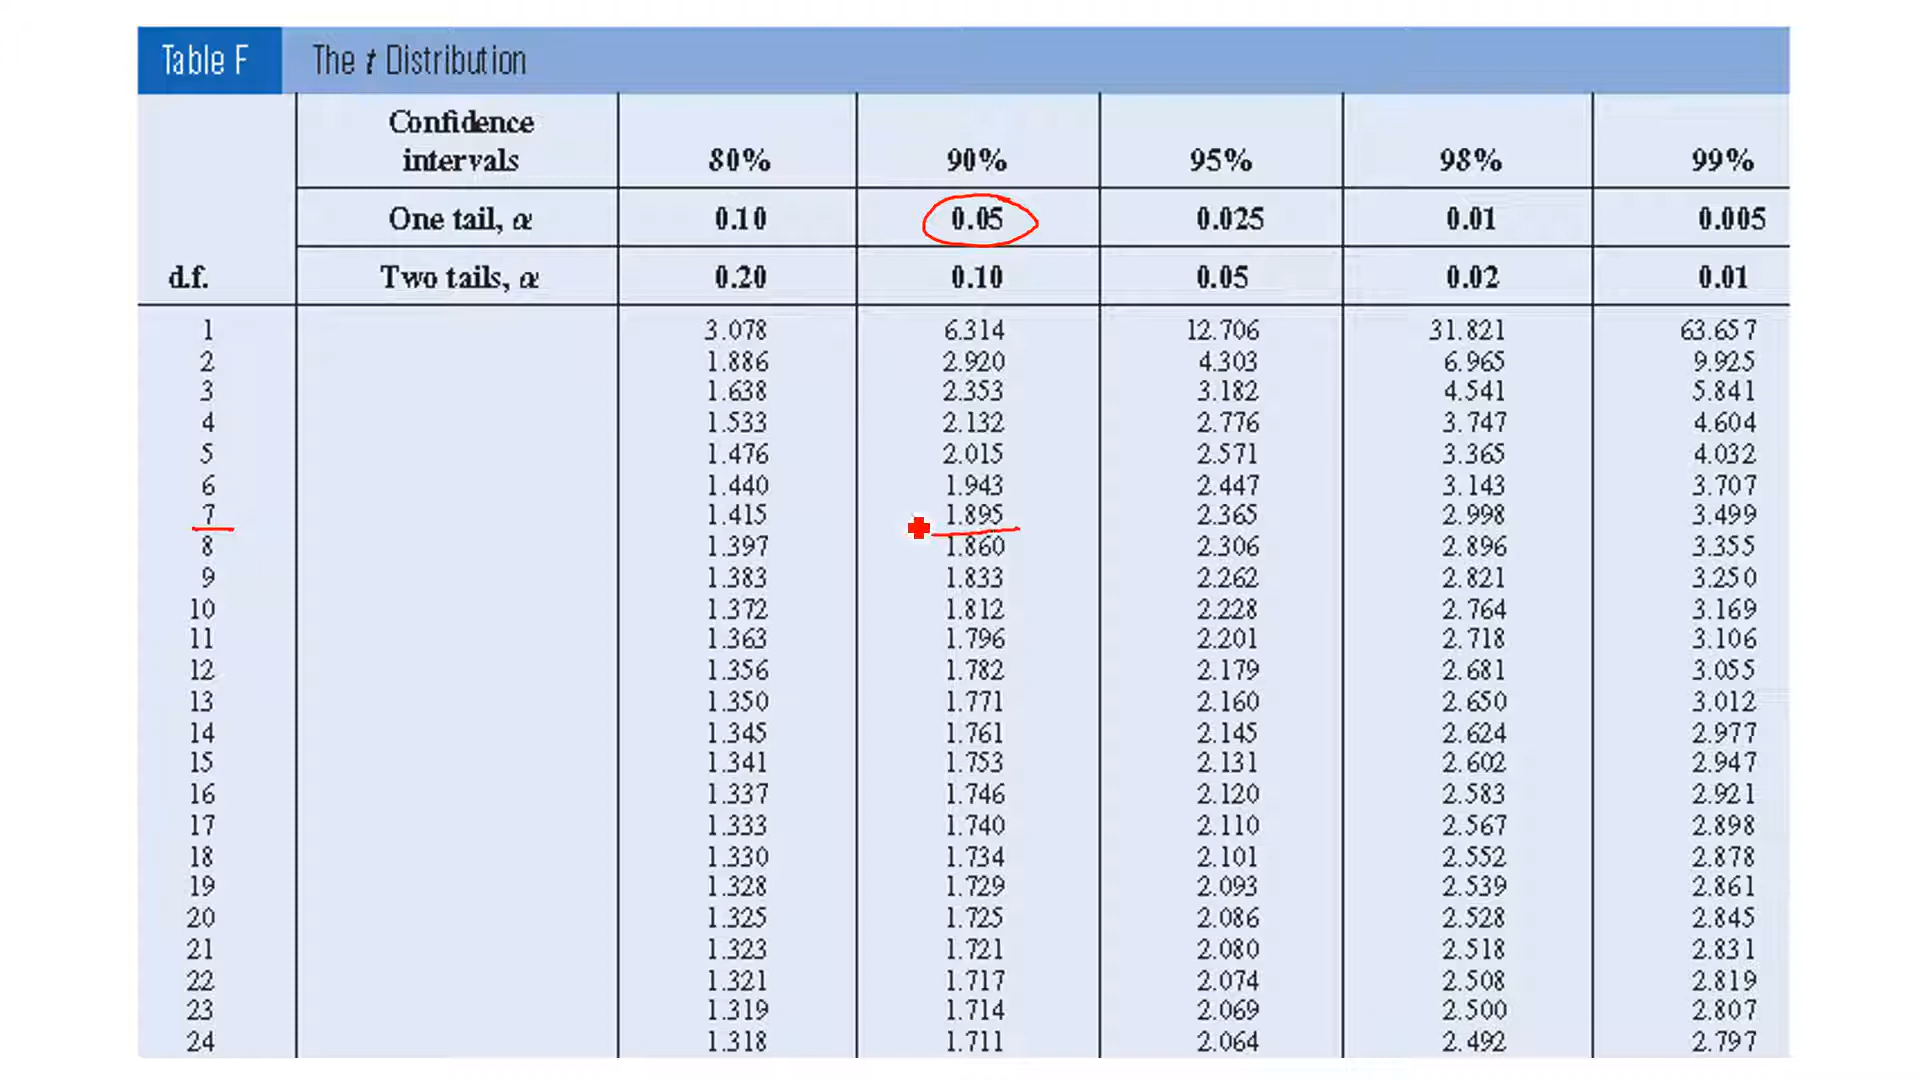 Table F The t Distribution
Confidence
intervals 80% 90% 95% 98% 99%
One tail, α 0.10 0.05 0.025 0.01 0.005
d.f. Two tails, α 0.20 0.10 0.05 0.02 0.01
1 3.078 6.314 12.706 31.821 63.657
2 1.886 2.920 4.303 6.965 9.925
3 1.638 2.353 3.182 4.541 5.841
4 1.533 2.132 2.776 3.747 4.604
5 1.476 2.015 2.571 3.365 4.032
6 1.440 1.943 2.447 3.143 3.707
7 1.415 1.895 2.365 2.998 3.499
8 1.397 1.860 2.306 2.896 3.355
9 1.383 1.833 2.262 2.821 3.250
10 1.372 1.812 2.228 2.764 3.169
11 1.363 1.796 2.201 2.718 3.106
12 1.356 1.782 2.179 2.681 3.055
13 1.350 1.771 2.160 2.650 3.012
14 1.345 1.761 2.145 2.624 2.977
15 1.341 1.753 2.131 2.602 2.947
16 1.337 1.746 2.120 2.583 2.921
17 1.333 1.740 2.110 2.567 2.898
18 1.330 1.734 2.101 2.552 2.878
19 1.328 1.729 2.093 2.539 2.861
20 1.325 1.725 2.086 2.528 2.845
21 1.323 1.721 2.080 2.518 2.831
22 1.321 1.717 2.074 2.508 2.819
23 1.319 1.714 2.069 2.500 2.807
24 1.318 1.711 2.064 2.492 2.797